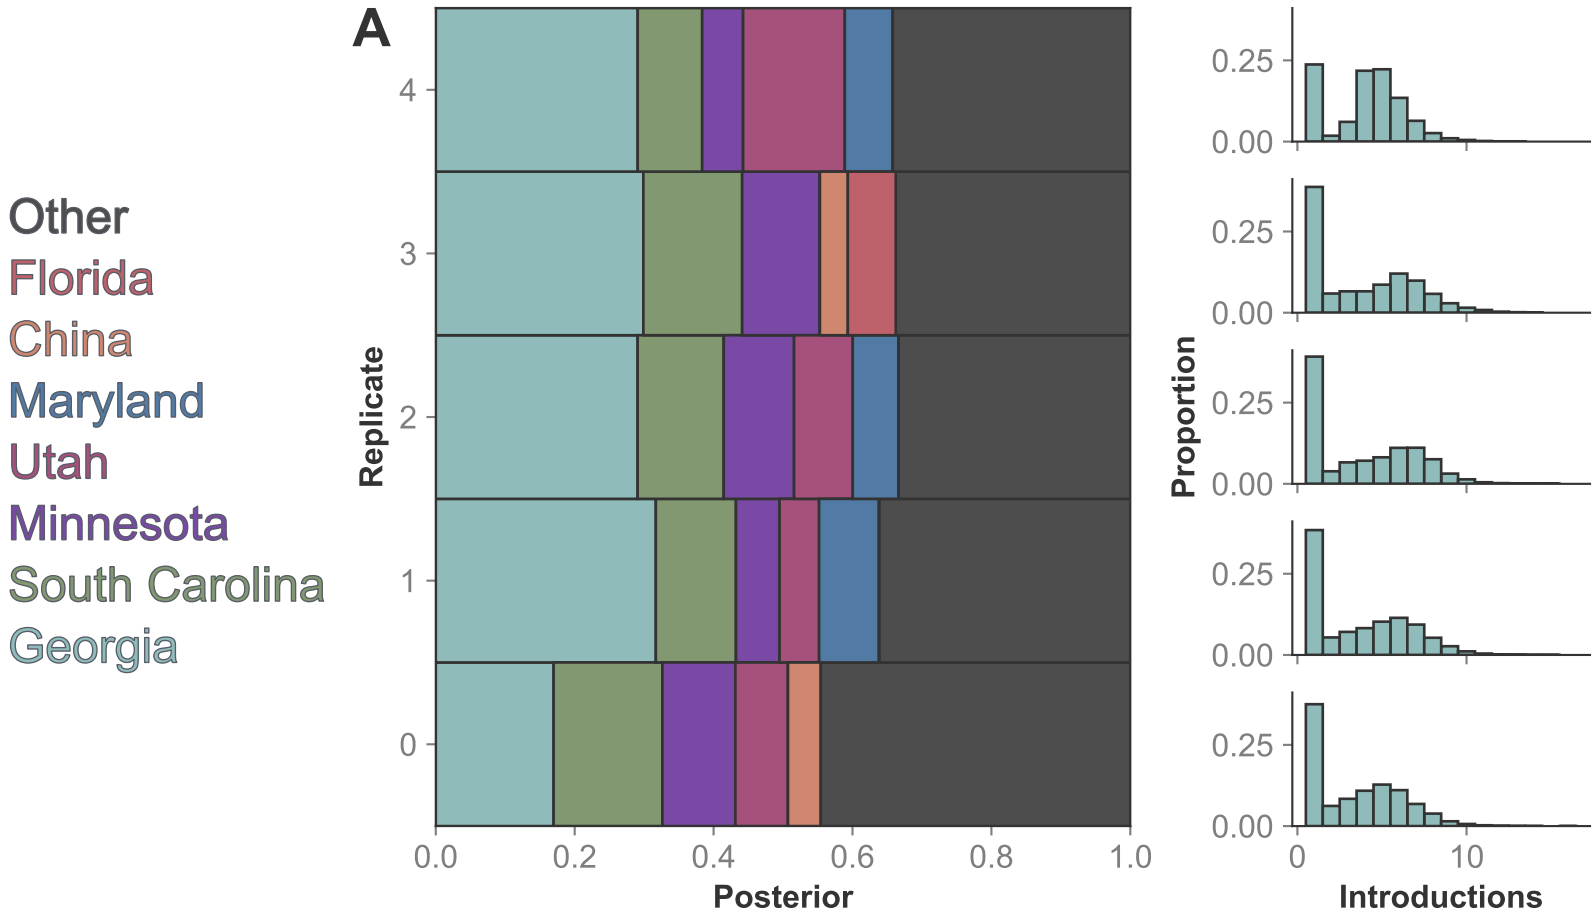 A
Other
Florida
China
Maryland
Utah
Minnesota
South Carolina
Georgia
Replicate
4
3
2
1
0
0.0 0.2 0.4 0.6 0.8 1.0
Posterior
Proportion
0.25
0.00
0.25
0.00
0.25
0.00
0.25
0.00
0.25
0.00
0 10
Introductions